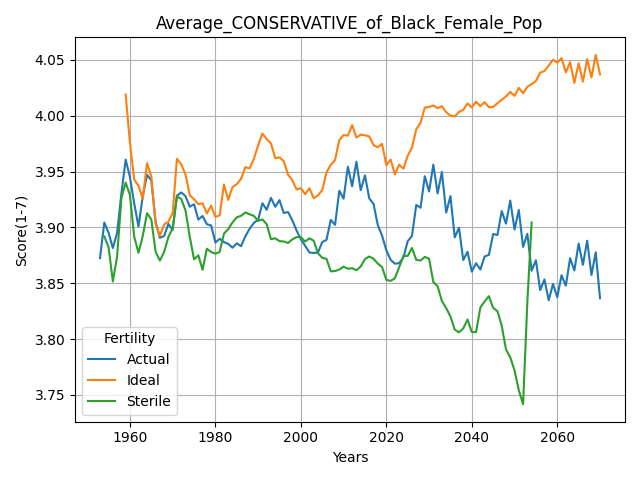 Average_CONSERVATIVE_of_Black_Female_Pop
Score(1-7)
4.05
4.00
3.95
3.90
3.85
3.80
3.75
Fertility
Actual
Ideal
Sterile
1960 1980 2000 2020 2040 2060
Years